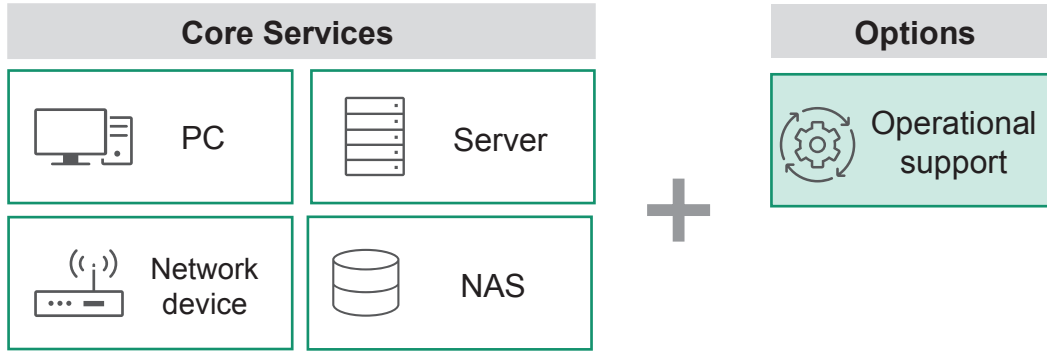 Core Services
Options
PC
Server
Operational
support
Network
device
NAS